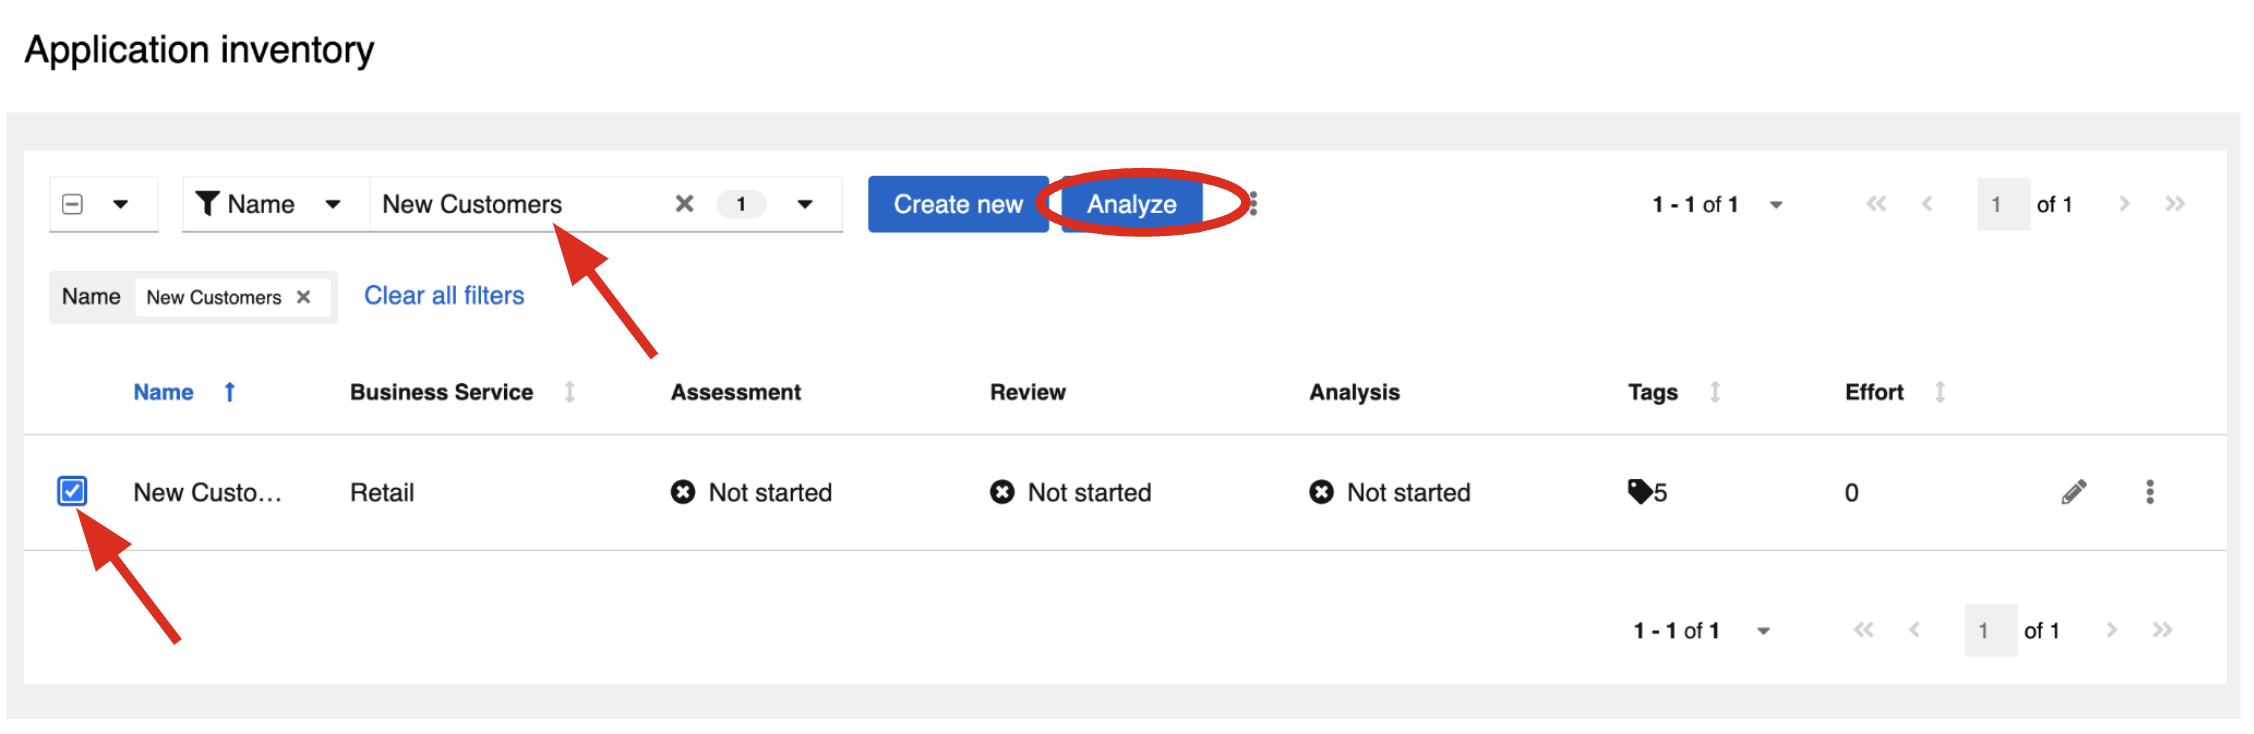 Application inventory
Name New Customers 1 Create new Analyze 1 - 1 of 1 1 of 1
Name New Customers Clear all filters
Name Business Service Assessment Review Analysis Tags Effort
New Custo... Retail Not started Not started Not started 5 0
1 - 1 of 1 1 of 1